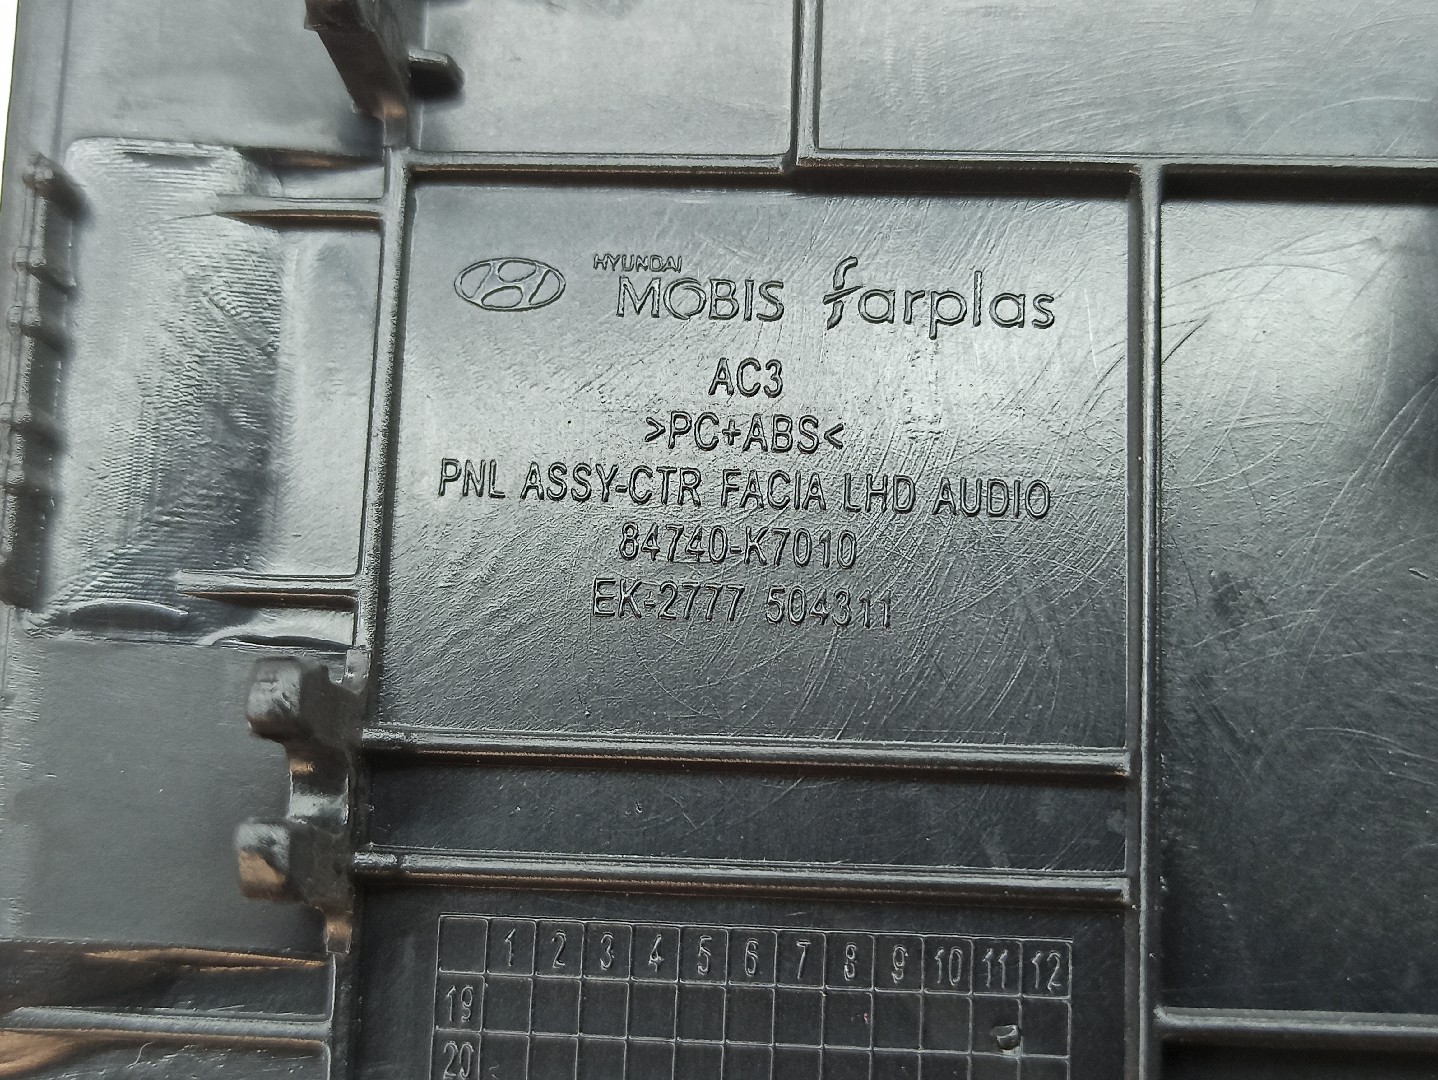 HYUNDAI
MOBIS farplas
AC3
>PC+ABS<
PNL ASSY-CTR FACIA LHD AUDIO
84740-K7010
EK-2777 504311
1 2 3 4 5 6 7 8 9 10 11 12
19
20